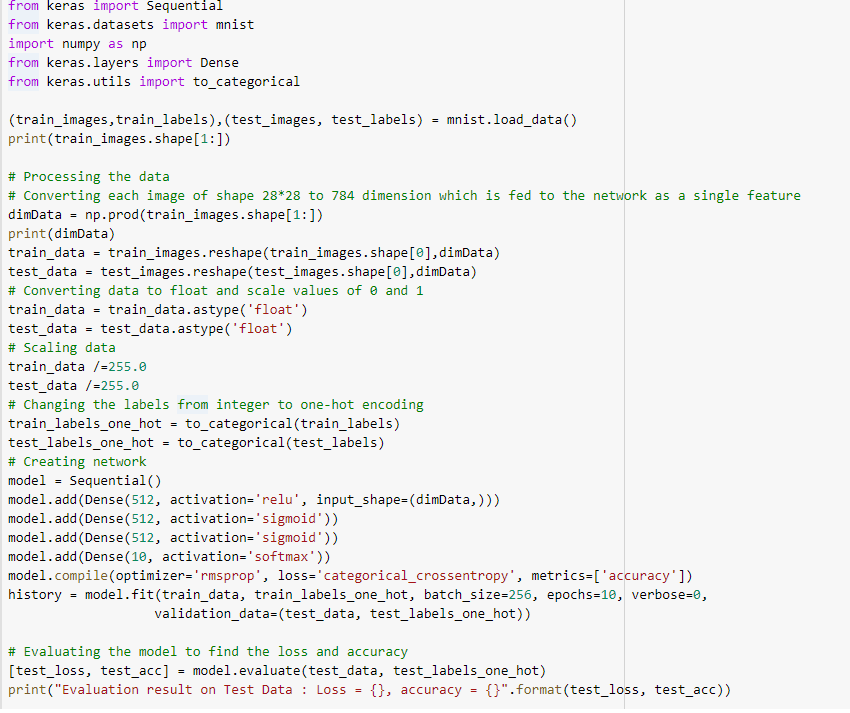 from keras import Sequential
from keras.datasets import mnist
import numpy as np
from keras.layers import Dense
from keras.utils import to_categorical

(train_images,train_labels),(test_images, test_labels) = mnist.load_data()
print(train_images.shape[1:])

# Processing the data
# Converting each image of shape 28*28 to 784 dimension which is fed to the network as a single feature
dimData = np.prod(train_images.shape[1:])
print(dimData)
train_data = train_images.reshape(train_images.shape[0],dimData)
test_data = test_images.reshape(test_images.shape[0],dimData)
# Converting data to float and scale values of 0 and 1
train_data = train_data.astype('float')
test_data = test_data.astype('float')
# Scaling data
train_data /=255.0
test_data /=255.0
# Changing the labels from integer to one-hot encoding
train_labels_one_hot = to_categorical(train_labels)
test_labels_one_hot = to_categorical(test_labels)
# Creating network
model = Sequential()
model.add(Dense(512, activation='relu', input_shape=(dimData,)))
model.add(Dense(512, activation='sigmoid'))
model.add(Dense(512, activation='sigmoid'))
model.add(Dense(10, activation='softmax'))
model.compile(optimizer='rmsprop', loss='categorical_crossentropy', metrics=['accuracy'])
history = model.fit(train_data, train_labels_one_hot, batch_size=256, epochs=10, verbose=0,
                   validation_data=(test_data, test_labels_one_hot))

# Evaluating the model to find the loss and accuracy
[test_loss, test_acc] = model.evaluate(test_data, test_labels_one_hot)
print("Evaluation result on Test Data : Loss = {}, accuracy = {}".format(test_loss, test_acc))